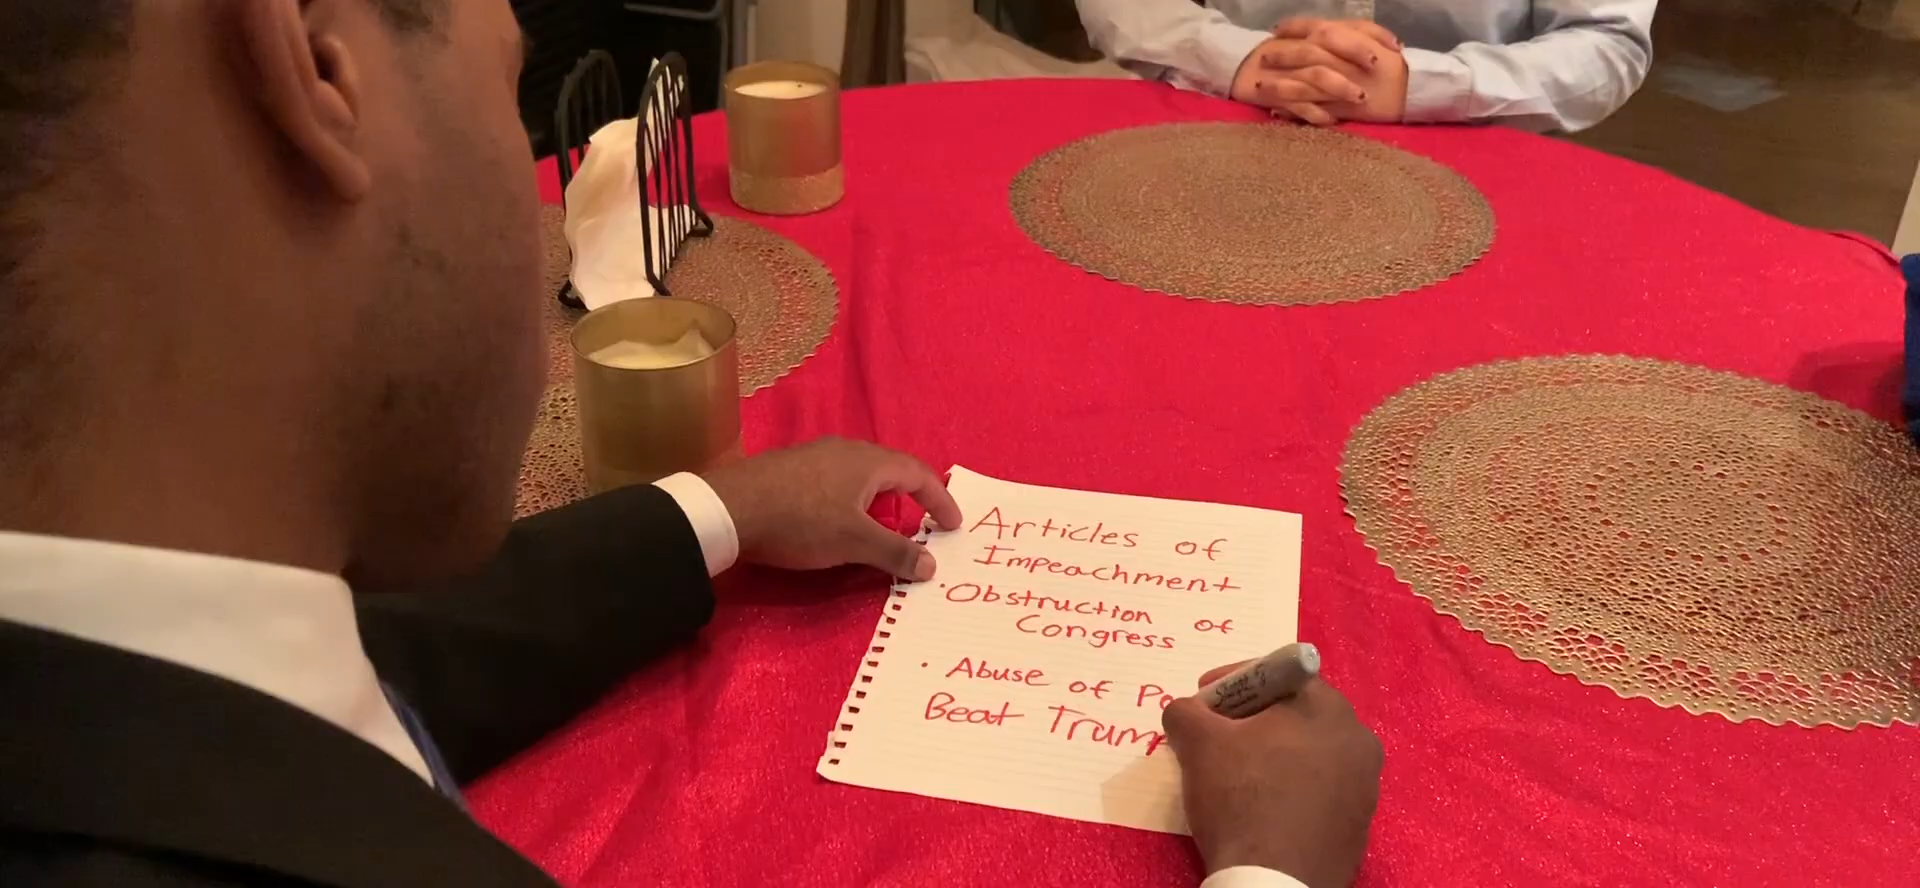 Articles of
Impeachment
· Obstruction of
Congress
· Abuse of
Beat